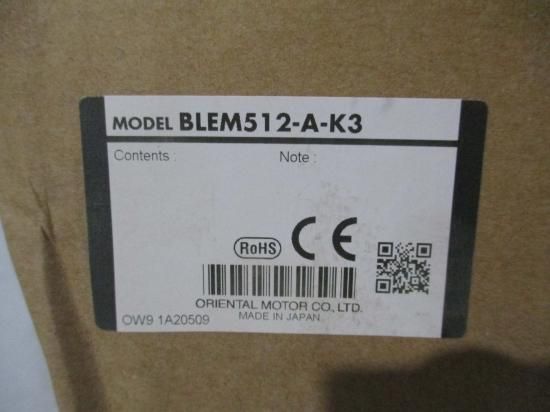 MODEL BLEM512-A-K3
Contents : Note :
RoHS CE
ORIENTAL MOTOR CO., LTD.
OW9 1A20509 MADE IN JAPAN